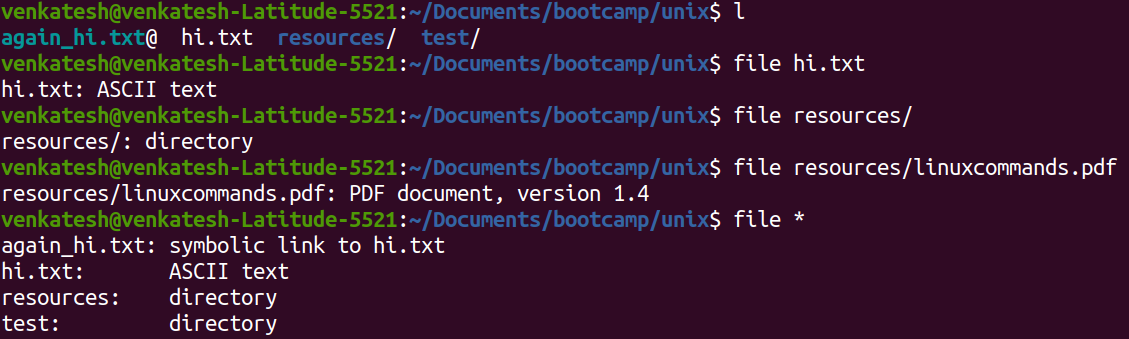 venkatesh@venkatesh-Latitude-5521:~/Documents/bootcamp/unix$ l
again_hi.txt@  hi.txt  resources/  test/
venkatesh@venkatesh-Latitude-5521:~/Documents/bootcamp/unix$ file hi.txt
hi.txt: ASCII text
venkatesh@venkatesh-Latitude-5521:~/Documents/bootcamp/unix$ file resources/
resources/: directory
venkatesh@venkatesh-Latitude-5521:~/Documents/bootcamp/unix$ file resources/linuxcommands.pdf
resources/linuxcommands.pdf: PDF document, version 1.4
venkatesh@venkatesh-Latitude-5521:~/Documents/bootcamp/unix$ file *
again_hi.txt: symbolic link to hi.txt
hi.txt:       ASCII text
resources:    directory
test:         directory